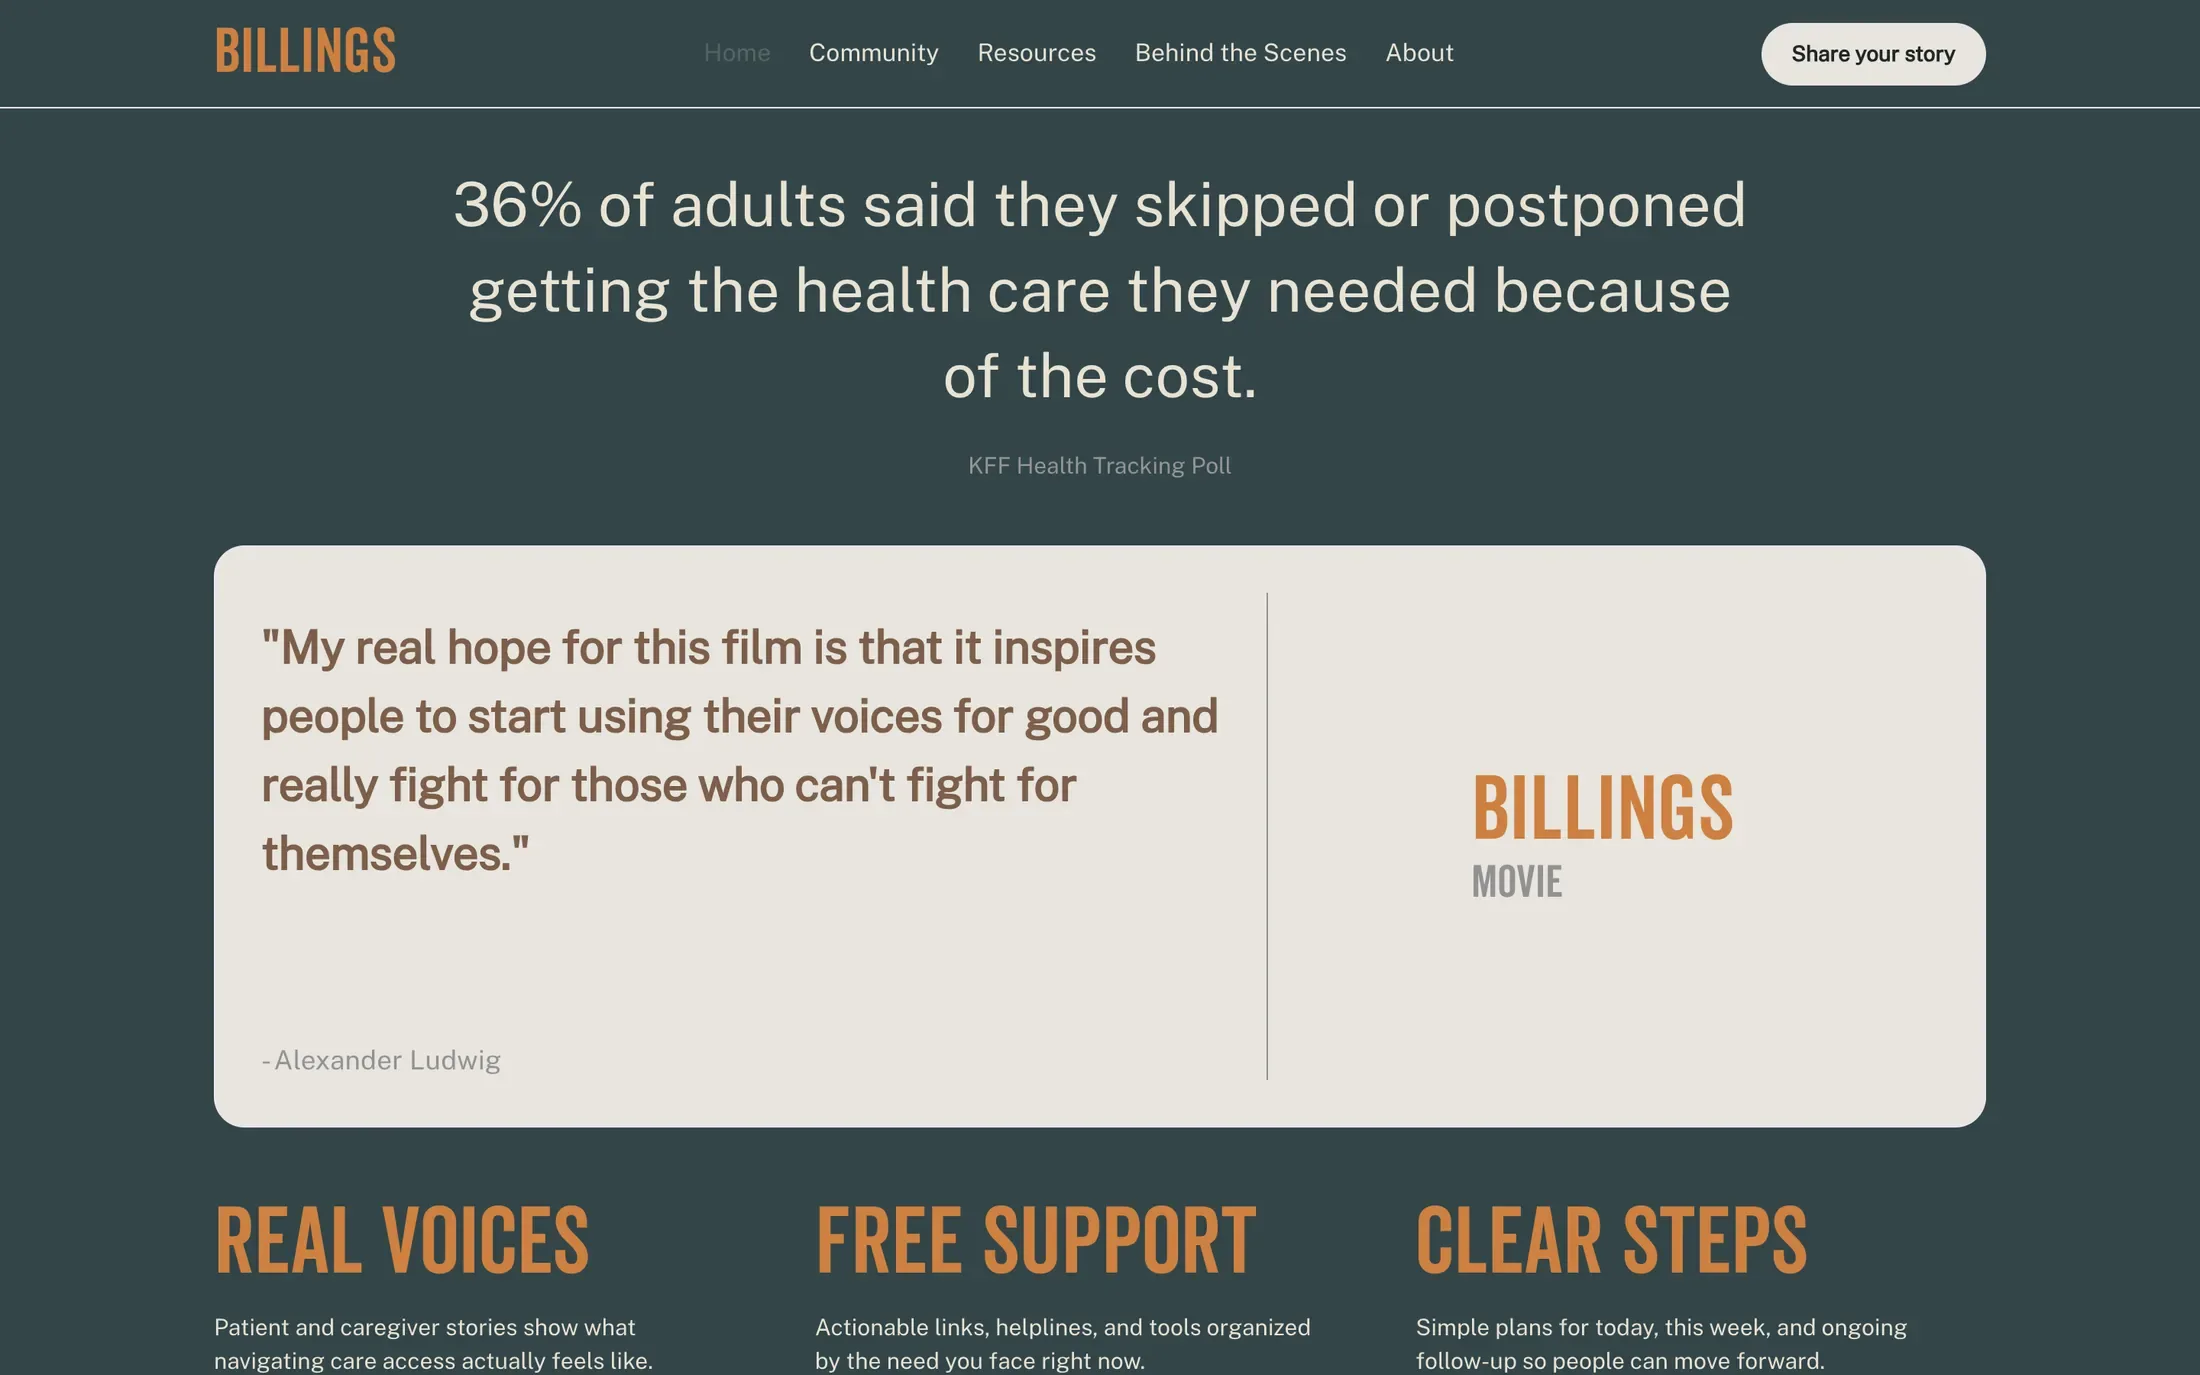 BILLINGS
Home
Community
Resources
Behind the Scenes
About
Share your story
36% of adults said they skipped or postponed
getting the health care they needed because
of the cost.
KFF Health Tracking Poll
"My real hope for this film is that it inspires
people to start using their voices for good and
really fight for those who can't fight for
themselves."
- Alexander Ludwig
BILLINGS
MOVIE
REAL VOICES
Patient and caregiver stories show what
navigating care access actually feels like.
FREE SUPPORT
Actionable links, helplines, and tools organized
by the need you face right now.
CLEAR STEPS
Simple plans for today, this week, and ongoing
follow-up so people can move forward.